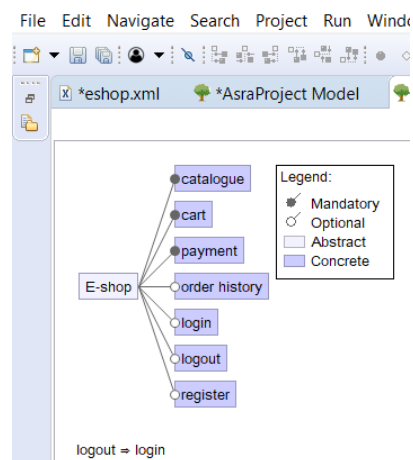 File Edit Navigate Search Project Run
*eshop.xml *AsraProject Model
catalogue
cart
payment
order history
E-shop
login
logout
register
Legend:
Mandatory
Optional
Abstract
Concrete
logout ⇒ login